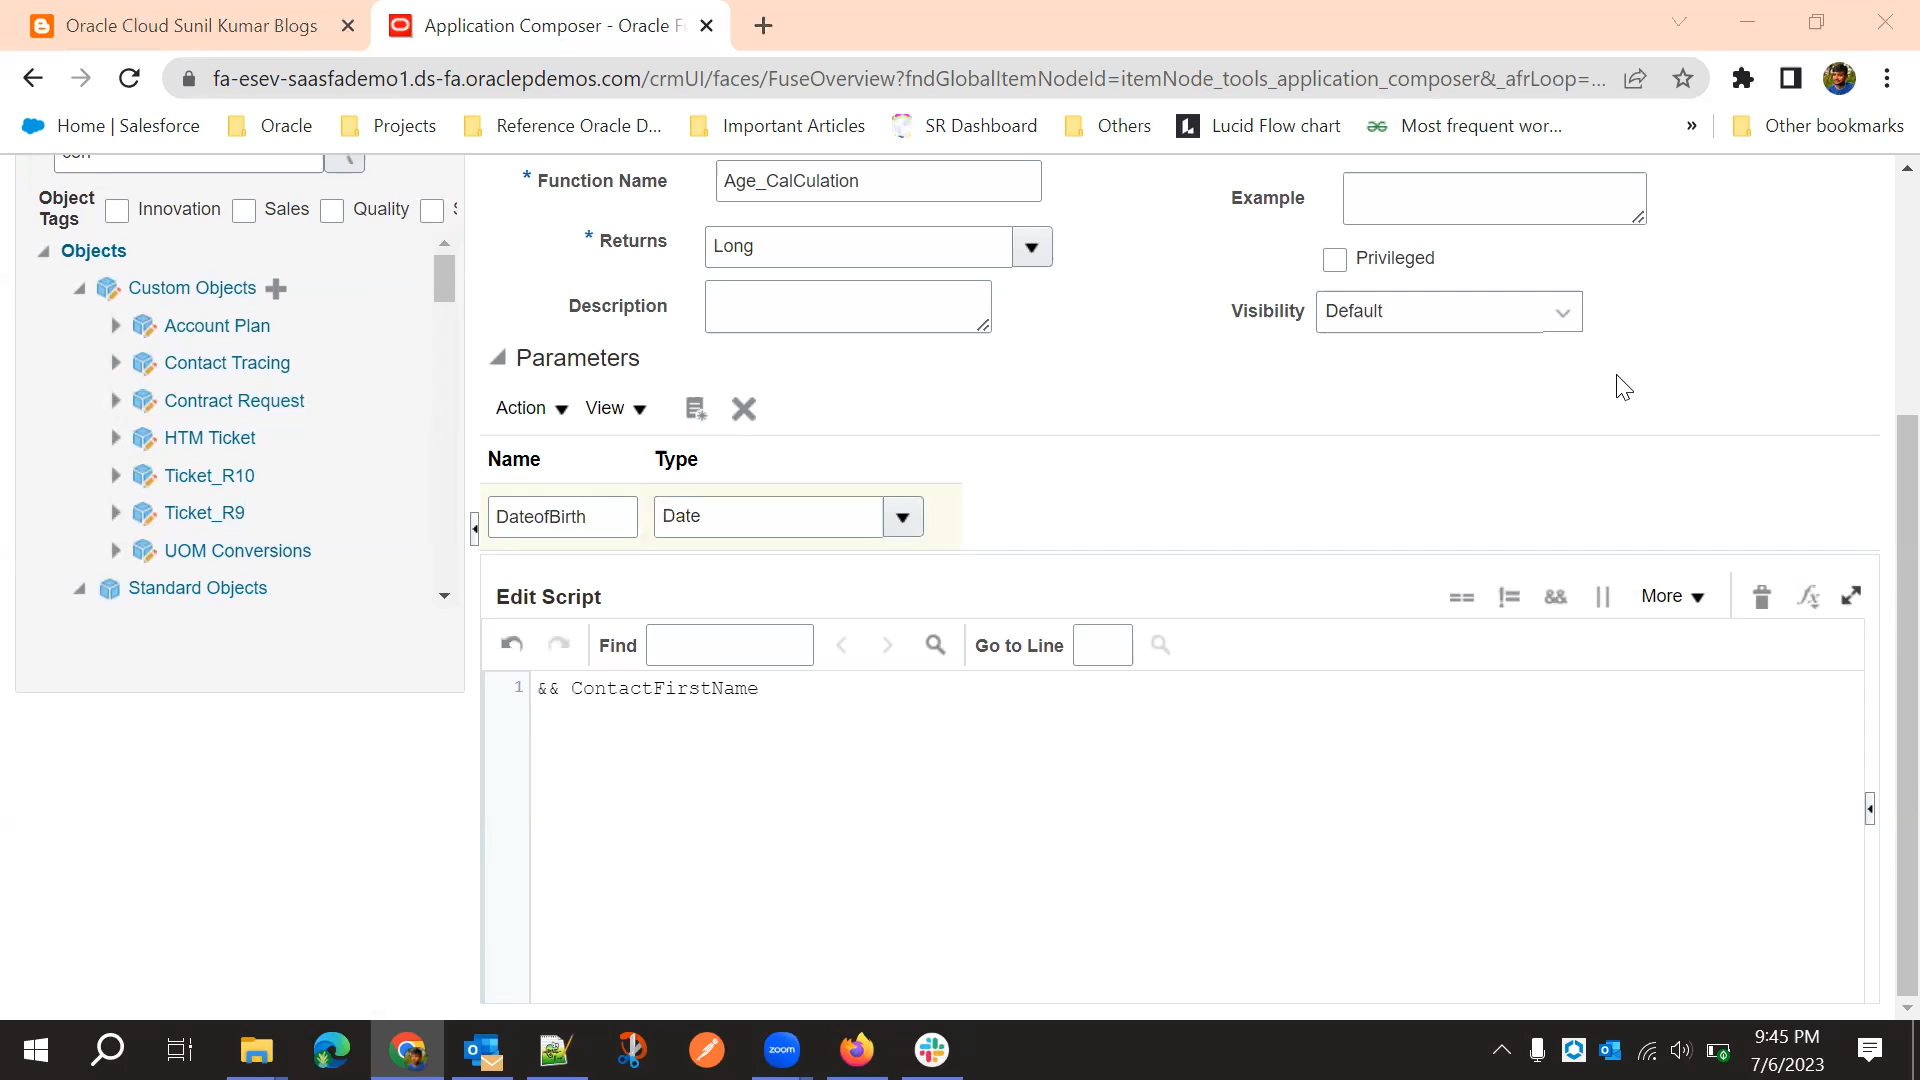 Oracle Cloud Sunil Kumar Blogs
Application Composer - Oracle F
fa-esev-saasfademo1.ds-fa.oraclepdemos.com/crmUI/faces/FuseOverview?fndGlobalItemNodeId=itemNode_tools_application_composer&_afrLoop=...
Home | Salesforce Oracle Projects Reference Oracle D... Important Articles SR Dashboard Others Lucid Flow chart Most frequent wor... » Other bookmarks
Object Tags Innovation Sales Quality
Objects
Custom Objects
Account Plan
Contact Tracing
Contract Request
HTM Ticket
Ticket_R10
Ticket_R9
UOM Conversions
Standard Objects
* Function Name Age_CalCulation
Example
* Returns Long
Privileged
Description
Visibility Default
Parameters
Action View
Name Type
DateofBirth Date
Edit Script
== != && || More
Find Go to Line
1 && ContactFirstName
zoom
9:45 PM
7/6/2023